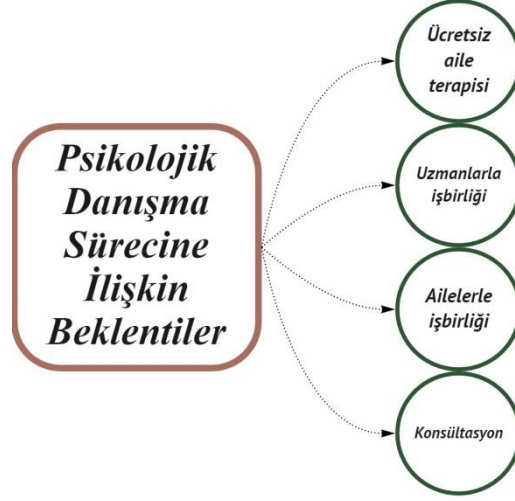 Psikolojik
Danışma
Sürecine
İlişkin
Beklentiler
Ücretsiz
aile
terapisi
Uzmanlarla
işbirliği
Ailelerle
işbirliği
Konsültasyon